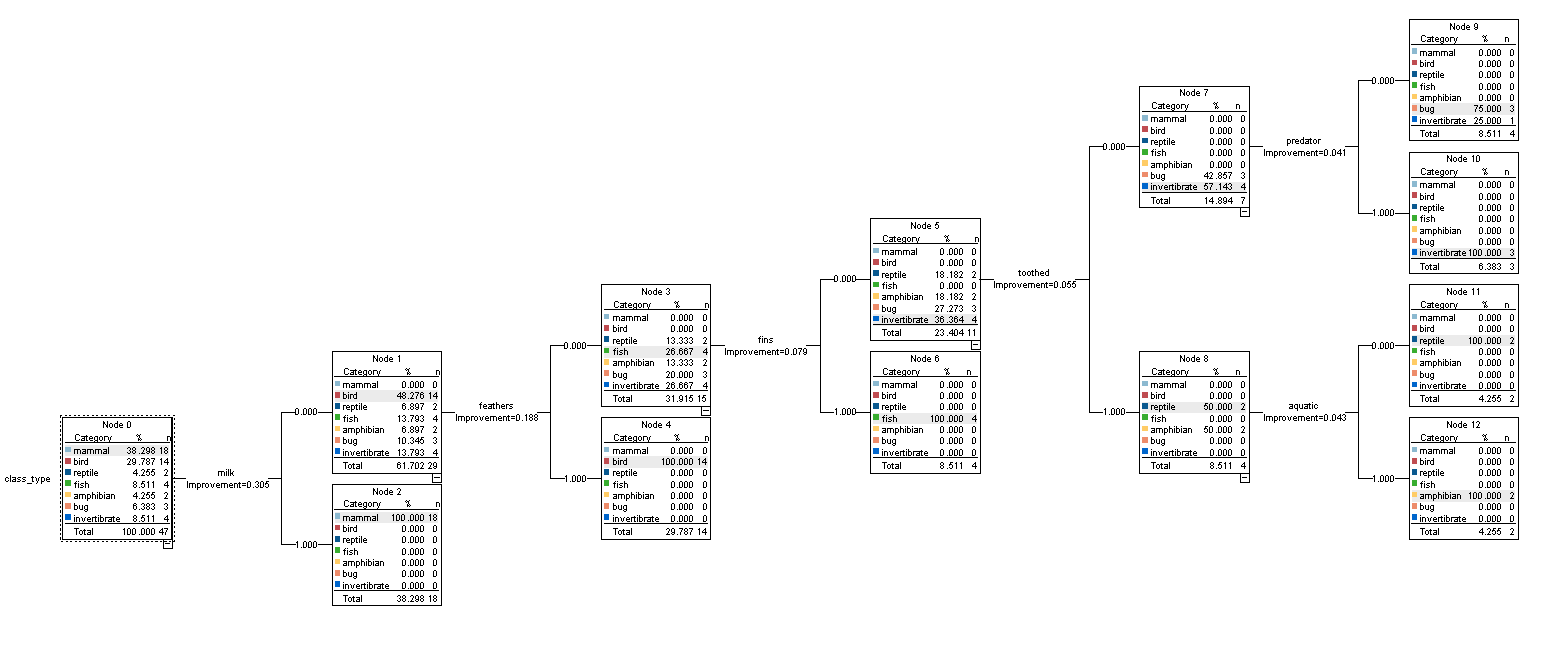 class_type
Node 0
Category % n
mammal 38.298 18
bird 29.787 14
reptile 4.255 2
fish 8.511 4
amphibian 4.255 2
bug 6.383 3
invertibrate 8.511 4
Total 100.000 47
milk
Improvement=0.305
0.000
1.000
Node 1
Category % n
mammal 0.000 0
bird 48.276 14
reptile 6.897 2
fish 13.793 4
amphibian 6.897 2
bug 10.345 3
invertibrate 13.793 4
Total 61.702 29
Node 2
Category % n
mammal 100.000 18
bird 0.000 0
reptile 0.000 0
fish 0.000 0
amphibian 0.000 0
bug 0.000 0
invertibrate 0.000 0
Total 38.298 18
feathers
Improvement=0.188
0.000
1.000
Node 3
Category % n
mammal 0.000 0
bird 0.000 0
reptile 13.333 2
fish 26.667 4
amphibian 13.333 2
bug 20.000 3
invertibrate 26.667 4
Total 31.915 15
Node 4
Category % n
mammal 0.000 0
bird 100.000 14
reptile 0.000 0
fish 0.000 0
amphibian 0.000 0
bug 0.000 0
invertibrate 0.000 0
Total 29.787 14
fins
Improvement=0.079
0.000
1.000
Node 5
Category % n
mammal 0.000 0
bird 0.000 0
reptile 18.182 2
fish 0.000 0
amphibian 18.182 2
bug 27.273 3
invertibrate 36.364 4
Total 23.404 11
Node 6
Category % n
mammal 0.000 0
bird 0.000 0
reptile 0.000 0
fish 100.000 4
amphibian 0.000 0
bug 0.000 0
invertibrate 0.000 0
Total 8.511 4
toothed
Improvement=0.055
0.000
1.000
Node 7
Category % n
mammal 0.000 0
bird 0.000 0
reptile 0.000 0
fish 0.000 0
amphibian 0.000 0
bug 42.857 3
invertibrate 57.143 4
Total 14.894 7
Node 8
Category % n
mammal 0.000 0
bird 0.000 0
reptile 50.000 2
fish 0.000 0
amphibian 50.000 2
bug 0.000 0
invertibrate 0.000 0
Total 8.511 4
predator
Improvement=0.041
0.000
1.000
Node 9
Category % n
mammal 0.000 0
bird 0.000 0
reptile 0.000 0
fish 0.000 0
amphibian 0.000 0
bug 75.000 3
invertibrate 25.000 1
Total 8.511 4
Node 10
Category % n
mammal 0.000 0
bird 0.000 0
reptile 0.000 0
fish 0.000 0
amphibian 0.000 0
bug 0.000 0
invertibrate 100.000 3
Total 6.383 3
aquatic
Improvement=0.043
0.000
1.000
Node 11
Category % n
mammal 0.000 0
bird 0.000 0
reptile 100.000 2
fish 0.000 0
amphibian 0.000 0
bug 0.000 0
invertibrate 0.000 0
Total 4.255 2
Node 12
Category % n
mammal 0.000 0
bird 0.000 0
reptile 0.000 0
fish 0.000 0
amphibian 100.000 2
bug 0.000 0
invertibrate 0.000 0
Total 4.255 2